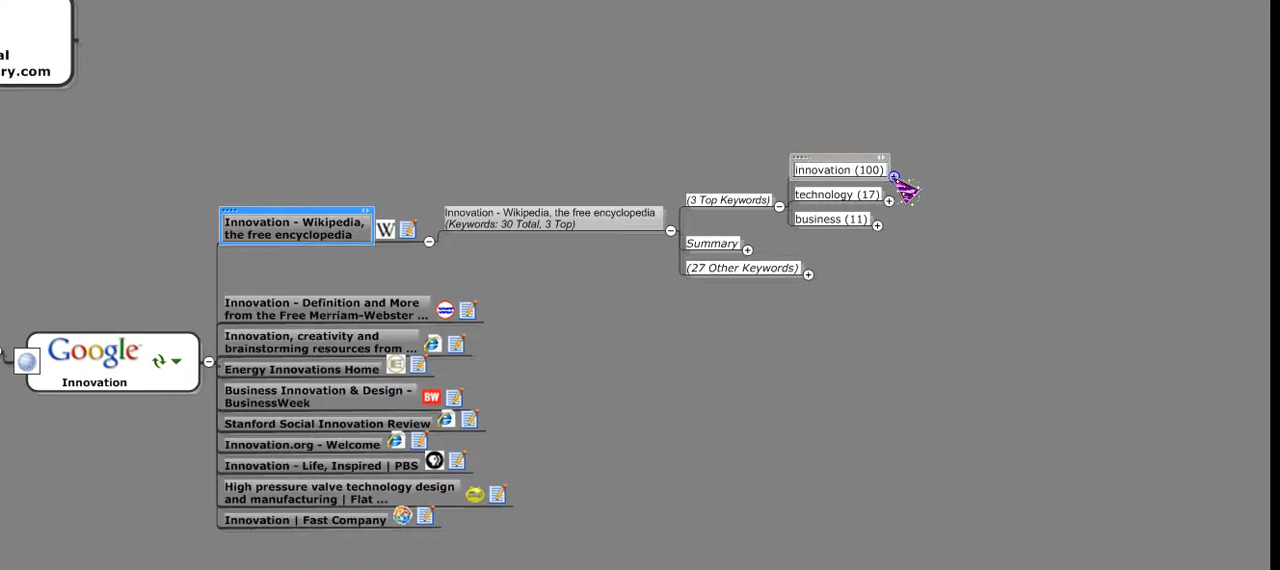 al
ry.com
innovation (100)
technology (17)
business (11)
(3 Top Keywords)
Summary
(27 Other Keywords)
Innovation - Wikipedia, the free encyclopedia
(Keywords: 30 Total, 3 Top)
Innovation - Wikipedia,
the free encyclopedia
W
Innovation - Definition and More
from the Free Merriam-Webster ...
Innovation, creativity and
brainstorming resources from ...
Energy Innovations Home
Business Innovation & Design -
BusinessWeek
BW
Stanford Social Innovation Review
Innovation.org - Welcome
Innovation - Life, Inspired | PBS
High pressure valve technology design
and manufacturing | Flat ...
Innovation | Fast Company
Google
Innovation